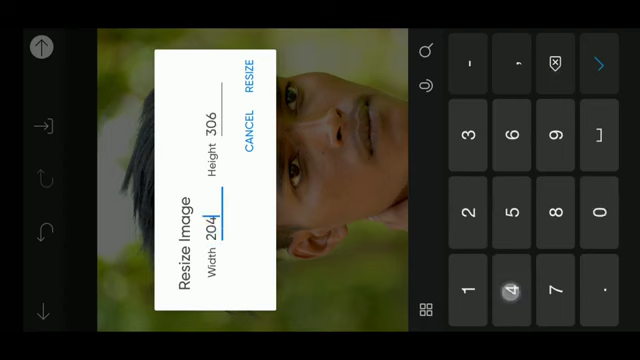 Resize Image
Width 204 Height 306
CANCEL RESIZE
1 2 3 -
4 5 6 ,
7 8 9
. 0